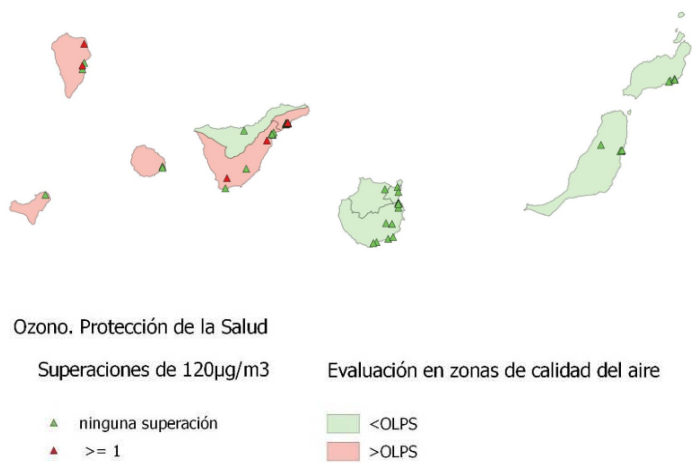 Ozono. Protección de la Salud
Superaciones de 120µg/m3
Evaluación en zonas de calidad del aire
ninguna superación
<OLPS
>= 1
>OLPS